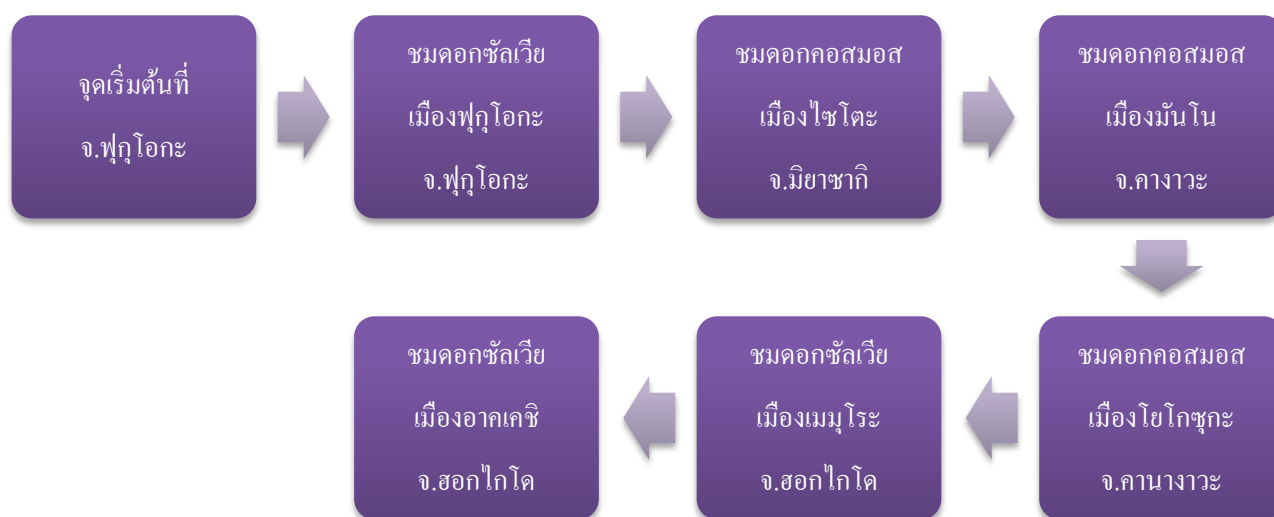 จุดเริ่มต้นที่
จ.ฟุกุโอกะ
ชมดอกซัลเวีย
เมืองฟุกุโอกะ
จ.ฟุกุโอกะ
ชมดอกคอสมอส
เมืองไซโตะ
จ.มิยาซากิ
ชมดอกคอสมอส
เมืองมันโน
จ.คางาวะ
ชมดอกคอสมอส
เมืองโยโกซุกะ
จ.คานางาวะ
ชมดอกซัลเวีย
เมืองเมมุโระ
จ.ฮอกไกโด
ชมดอกซัลเวีย
เมืองอาคเคชิ
จ.ฮอกไกโด